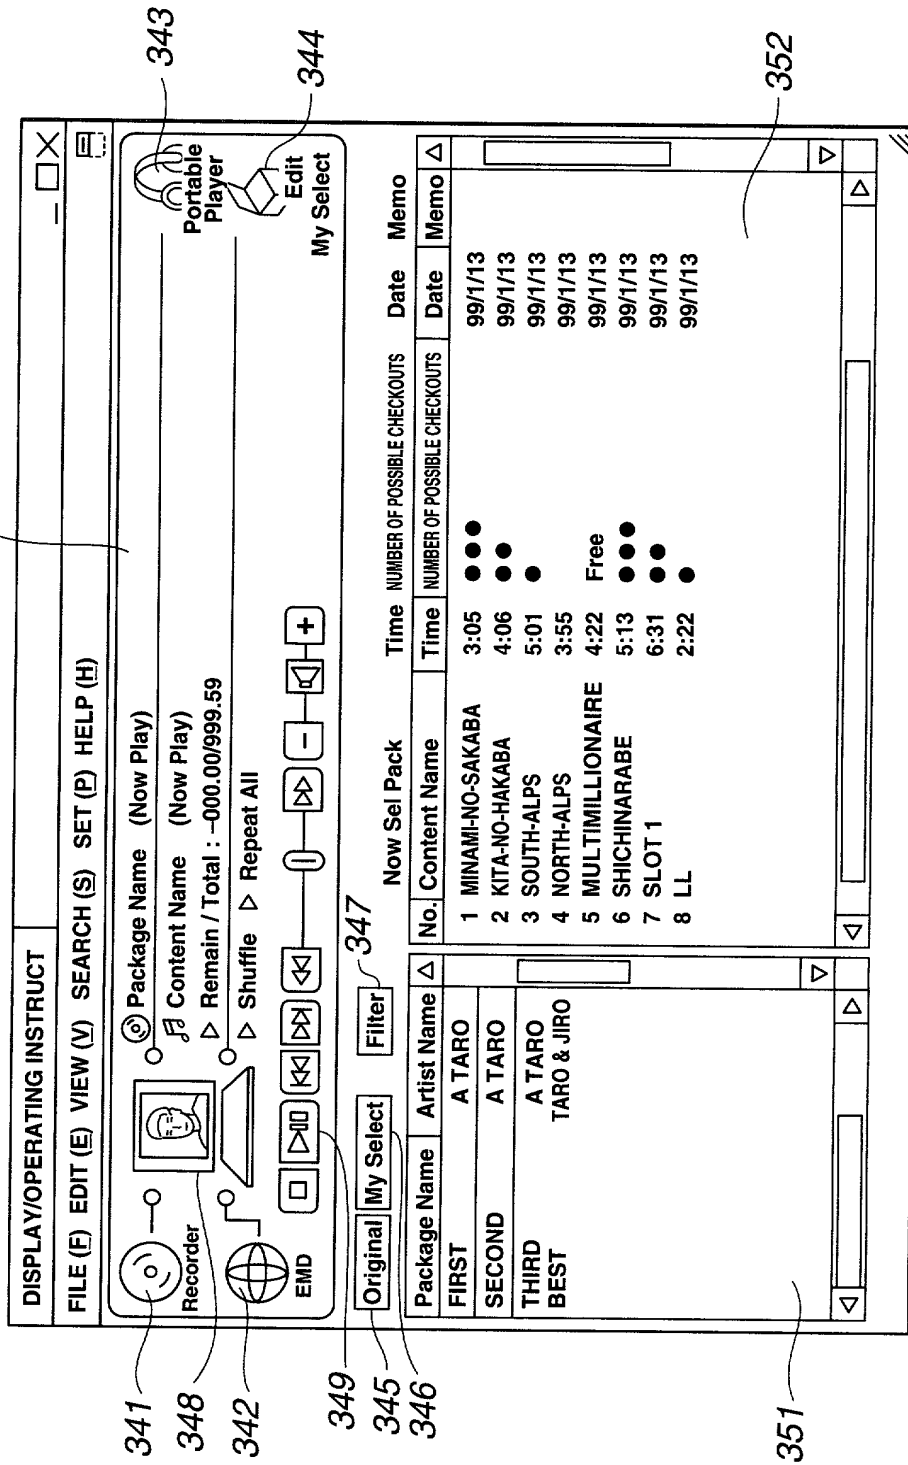 DISPLAY/OPERATING INSTRUCT
FILE (F) EDIT (E) VIEW (V) SEARCH (S) SET (P) HELP (H)
Recorder
EMD
Package Name (Now Play)
Content Name (Now Play)
▷ Remain / Total : –000.00/999.59
▷ Shuffle ▷ Repeat All
Portable
Player
Edit
My Select
Original My Select Filter
Now Sel Pack Time NUMBER OF POSSIBLE CHECKOUTS Date Memo
Package Name Artist Name
FIRST A TARO
SECOND A TARO
THIRD A TARO
BEST TARO & JIRO
No. Content Name Time NUMBER OF POSSIBLE CHECKOUTS Date Memo
1 MINAMI-NO-SAKABA 3:05 ●●● 99/1/13
2 KITA-NO-HAKABA 4:06 ●● 99/1/13
3 SOUTH-ALPS 5:01 ● 99/1/13
4 NORTH-ALPS 3:55 99/1/13
5 MULTIMILLIONAIRE 4:22 Free 99/1/13
6 SHICHINARABE 5:13 ●●● 99/1/13
7 SLOT 1 6:31 ●● 99/1/13
8 LL 2:22 ● 99/1/13
341
348
342
349
345
346
347
343
344
351
352